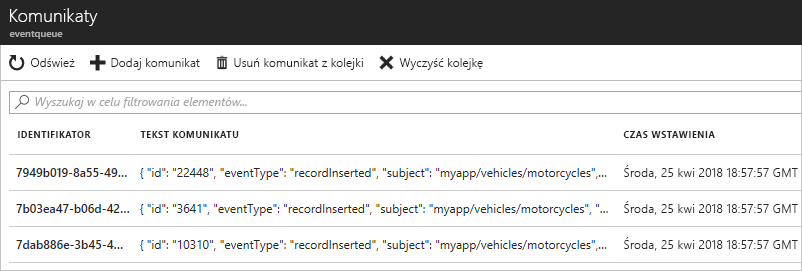 Komunikaty
eventqueue
Odśwież Dodaj komunikat Usuń komunikat z kolejki Wyczyść kolejkę
Wyszukaj w celu filtrowania elementów...
IDENTIFIKATOR TEKST KOMUNIKATU CZAS WSTAWIENIA
7949b019-8a55-49... { "id": "22448", "eventType": "recordInserted", "subject": "myapp/vehicles/motorcycles",... Środa, 25 kwi 2018 18:57:57 GMT
7b03ea47-b06d-42... { "id": "3641", "eventType": "recordInserted", "subject": "myapp/vehicles/motorcycles", "... Środa, 25 kwi 2018 18:57:57 GMT
7dab886e-3b45-4... { "id": "10310", "eventType": "recordInserted", "subject": "myapp/vehicles/motorcycles",... Środa, 25 kwi 2018 18:57:57 GMT